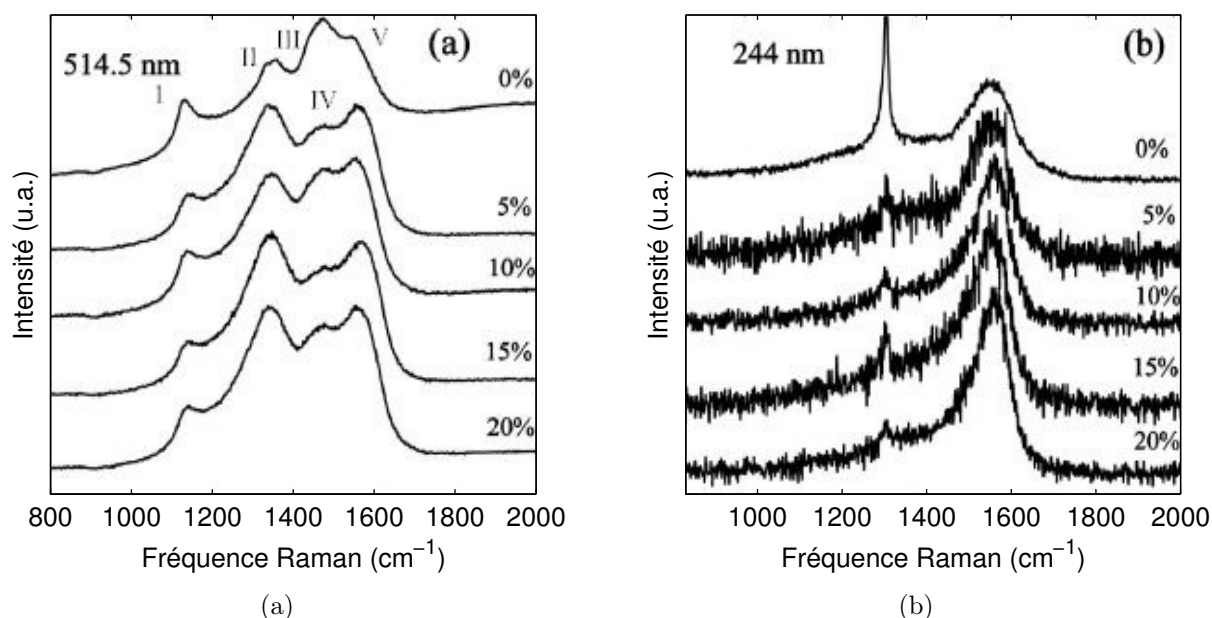 (a)
514.5 nm
I
II
III
IV
V
0%
5%
10%
15%
20%
Intensité (u.a.)
800 1000 1200 1400 1600 1800 2000
Fréquence Raman (cm⁻¹)
(a)
(b)
244 nm
0%
5%
10%
15%
20%
Intensité (u.a.)
1000 1200 1400 1600 1800 2000
Fréquence Raman (cm⁻¹)
(b)